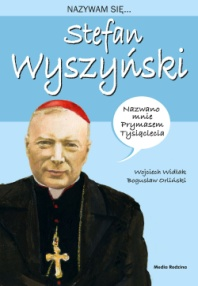 NAZYWAM SIĘ...
Stefan
Wyszyński
Nazwano
mnie
Prymasem
Tysiąclecia
Wojciech Widłak
Bogusław Orliński
Media Rodzina